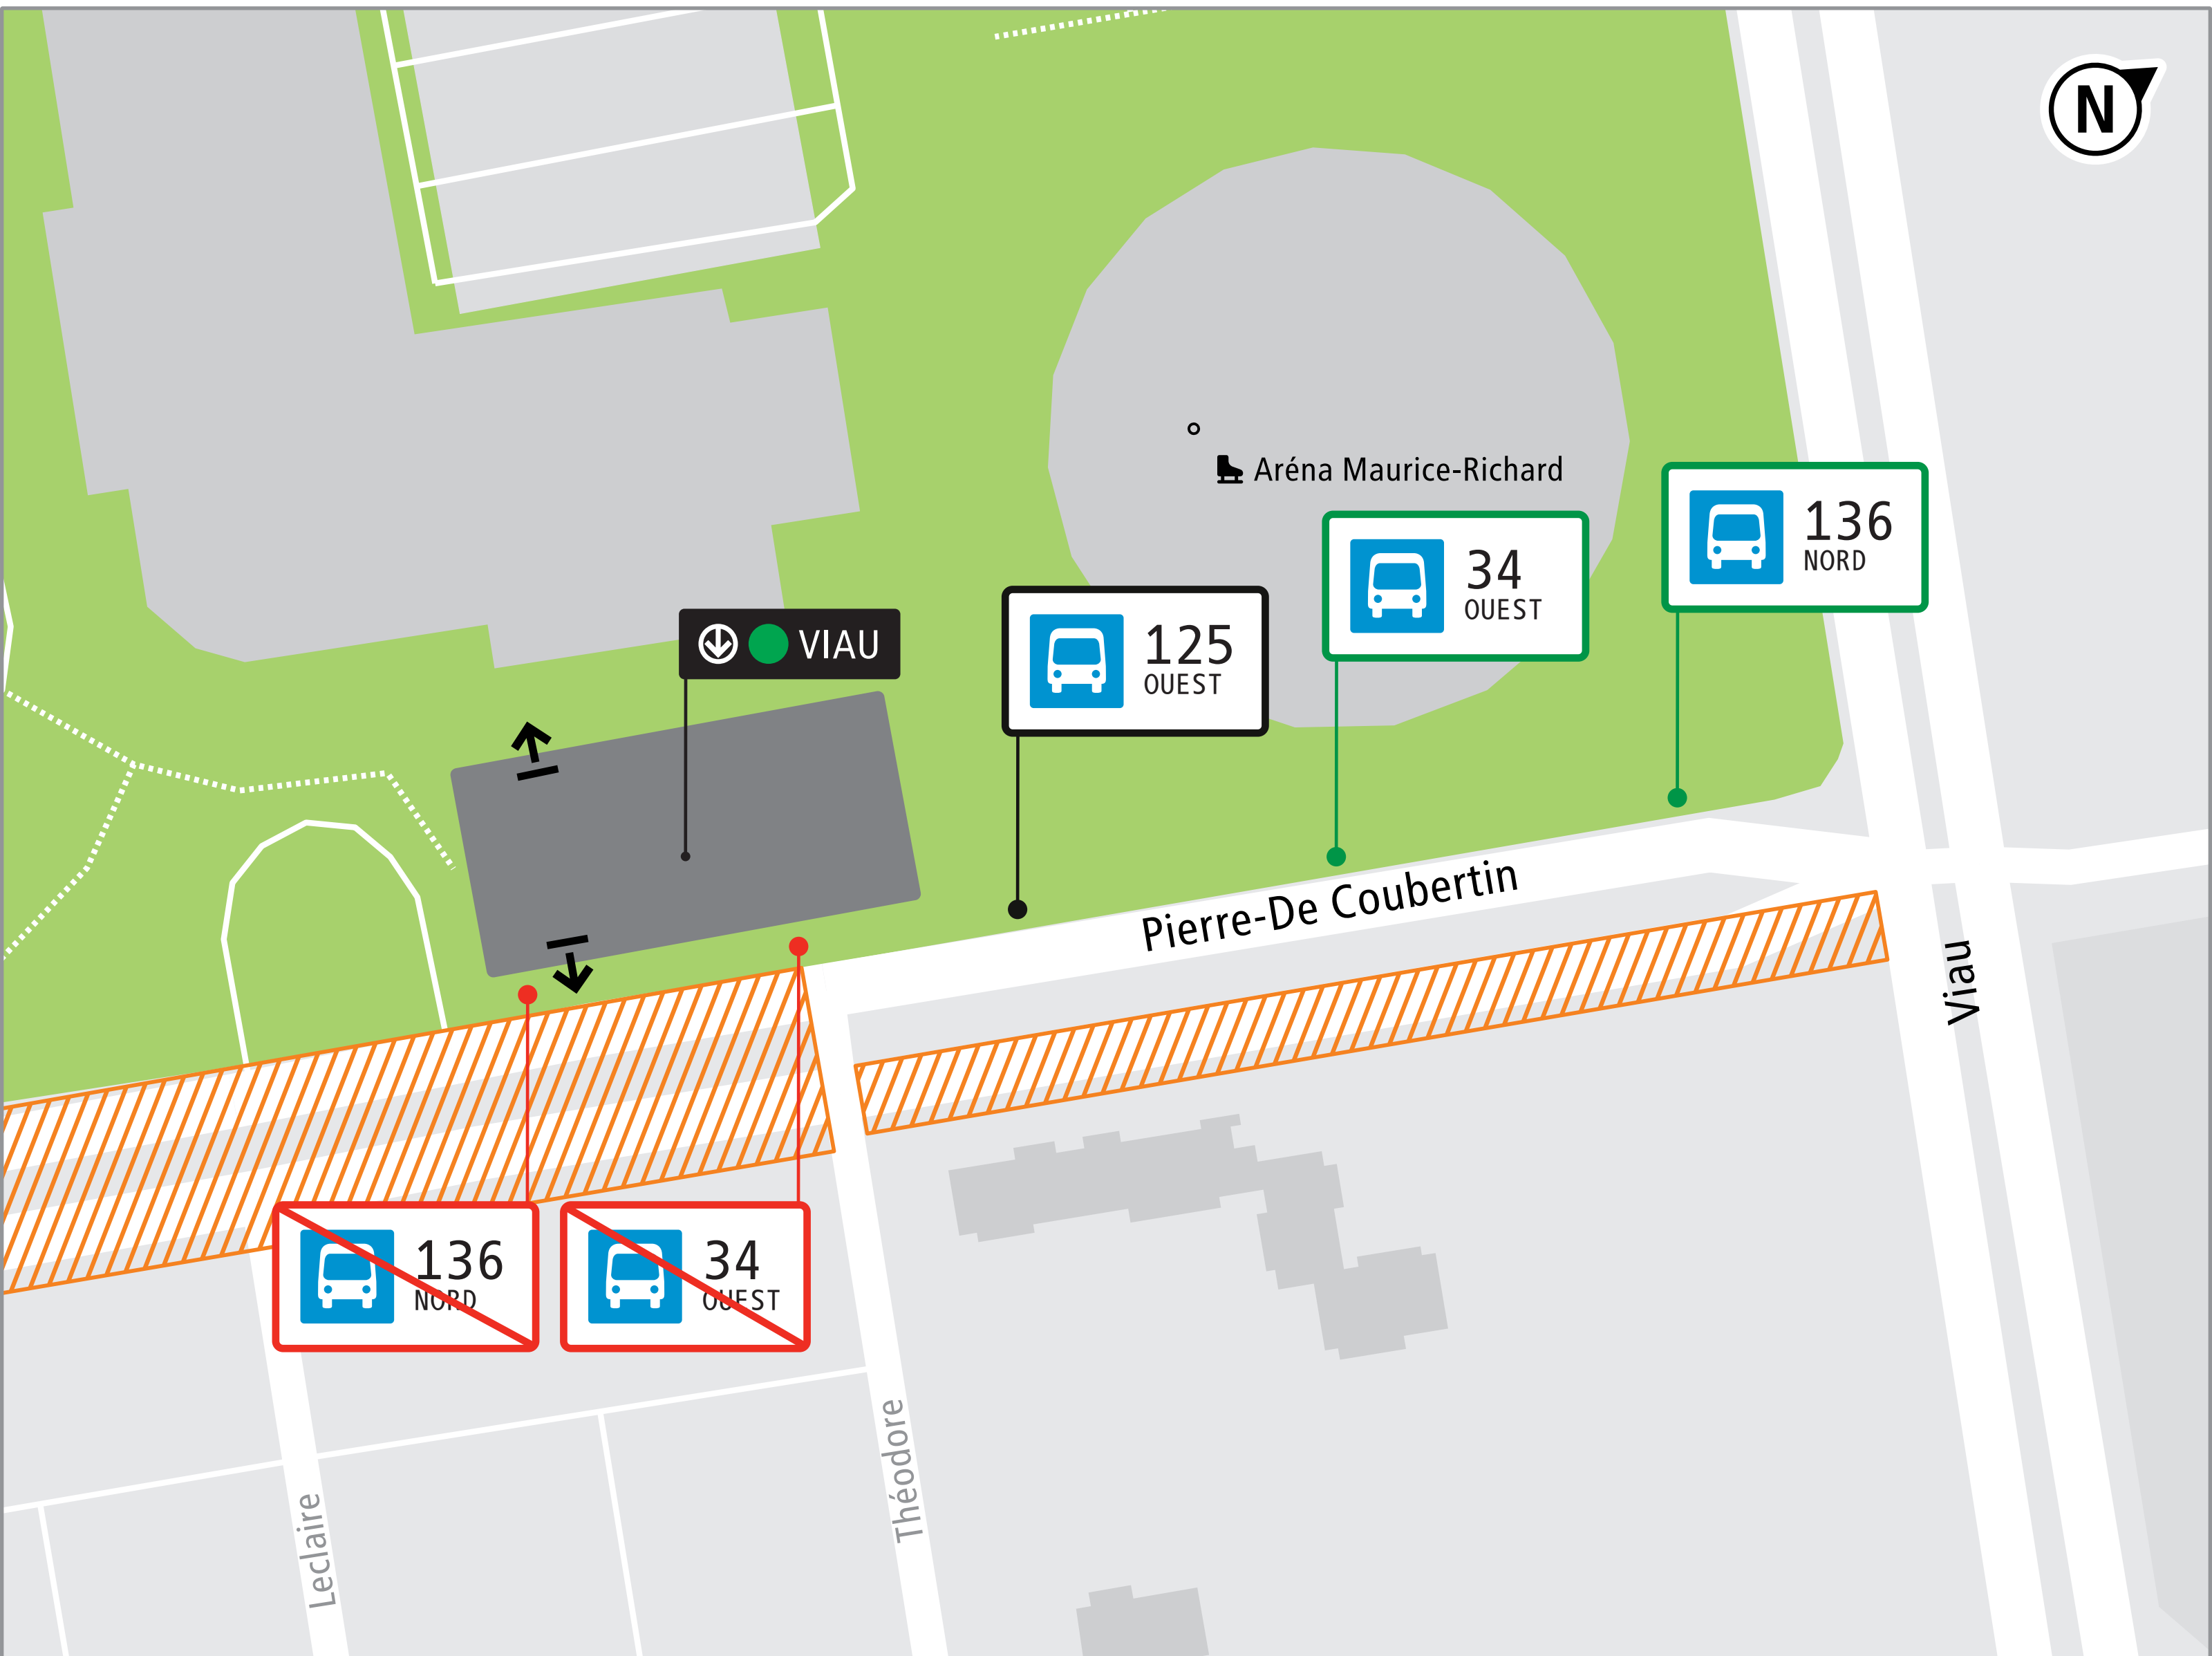 N
Aréna Maurice-Richard
136
NORD
34
OUEST
125
OUEST
VIAU
Pierre-De Coubertin
Viau
136
NORD
34
OUEST
Théodore
Leclaire